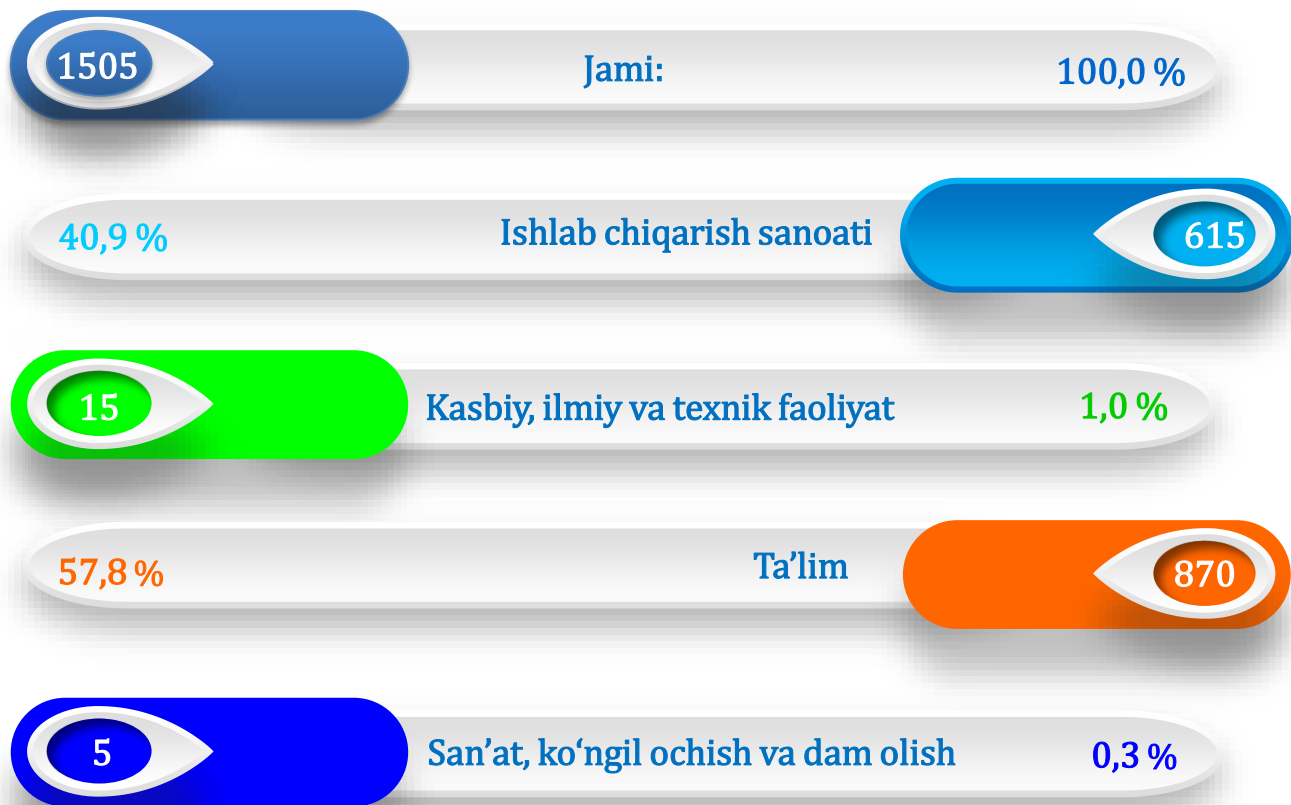 1505 Jami: 100,0 %
40,9 % Ishlab chiqarish sanoati 615
15 Kasbiy, ilmiy va texnik faoliyat 1,0 %
57,8 % Ta’lim 870
5 San’at, ko‘ngil ochish va dam olish 0,3 %